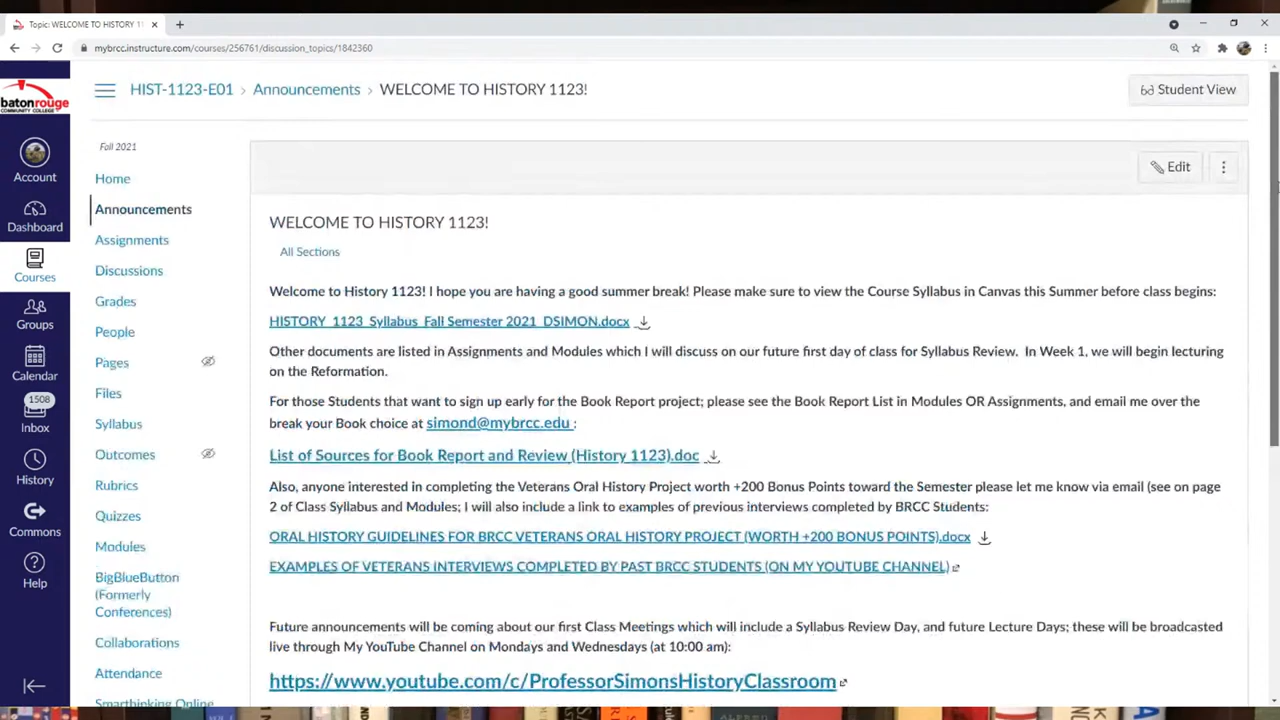 Topic: WELCOME TO HISTORY 11
mybrcc.instructure.com/courses/256761/discussion_topics/1842360
batonrouge
COMMUNITY COLLEGE
HIST-1123-E01 › Announcements › WELCOME TO HISTORY 1123!
Student View
Account
Dashboard
Courses
Groups
Calendar
1508
Inbox
History
Commons
Help
Fall 2021
Home
Announcements
Assignments
Discussions
Grades
People
Pages
Files
Syllabus
Outcomes
Rubrics
Quizzes
Modules
BigBlueButton
(Formerly
Conferences)
Collaborations
Attendance
Smarthinking Online
Edit
WELCOME TO HISTORY 1123!
All Sections
Welcome to History 1123! I hope you are having a good summer break! Please make sure to view the Course Syllabus in Canvas this Summer before class begins:
HISTORY_1123_Syllabus_Fall Semester 2021_DSIMON.docx
Other documents are listed in Assignments and Modules which I will discuss on our future first day of class for Syllabus Review. In Week 1, we will begin lecturing
on the Reformation.
For those Students that want to sign up early for the Book Report project; please see the Book Report List in Modules OR Assignments, and email me over the
break your Book choice at simond@mybrcc.edu :
List of Sources for Book Report and Review (History 1123).doc
Also, anyone interested in completing the Veterans Oral History Project worth +200 Bonus Points toward the Semester please let me know via email (see on page
2 of Class Syllabus and Modules; I will also include a link to examples of previous interviews completed by BRCC Students:
ORAL HISTORY GUIDELINES FOR BRCC VETERANS ORAL HISTORY PROJECT (WORTH +200 BONUS POINTS).docx
EXAMPLES OF VETERANS INTERVIEWS COMPLETED BY PAST BRCC STUDENTS (ON MY YOUTUBE CHANNEL)
Future announcements will be coming about our first Class Meetings which will include a Syllabus Review Day, and future Lecture Days; these will be broadcasted
live through My YouTube Channel on Mondays and Wednesdays (at 10:00 am):
https://www.youtube.com/c/ProfessorSimonsHistoryClassroom